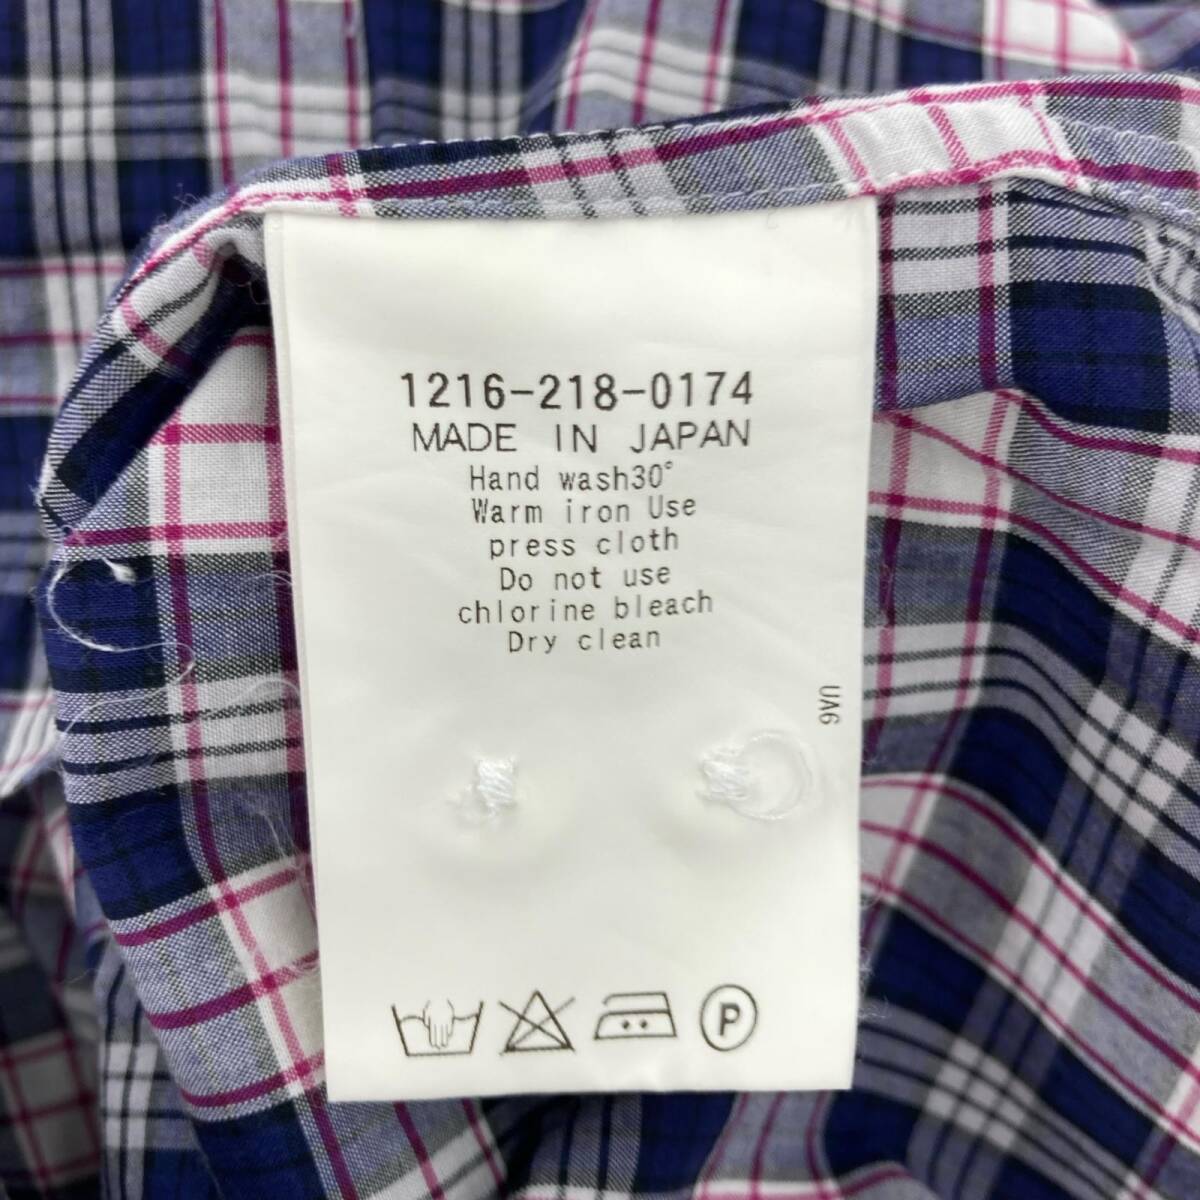 1216-218-0174
MADE IN JAPAN
Hand wash30°
Warm iron Use
press cloth
Do not use
chlorine bleach
Dry clean
UV6
P